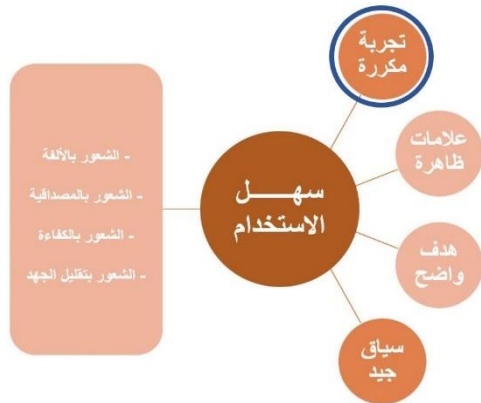 تجربة
مكررة
علامات
ظاهرة
هدف
واضح
سياق
جيد
سهـــل
الاستخدام
- الشعور بالألفة
- الشعور بالمصداقية
- الشعور بالكفاءة
- الشعور بتقليل الجهد